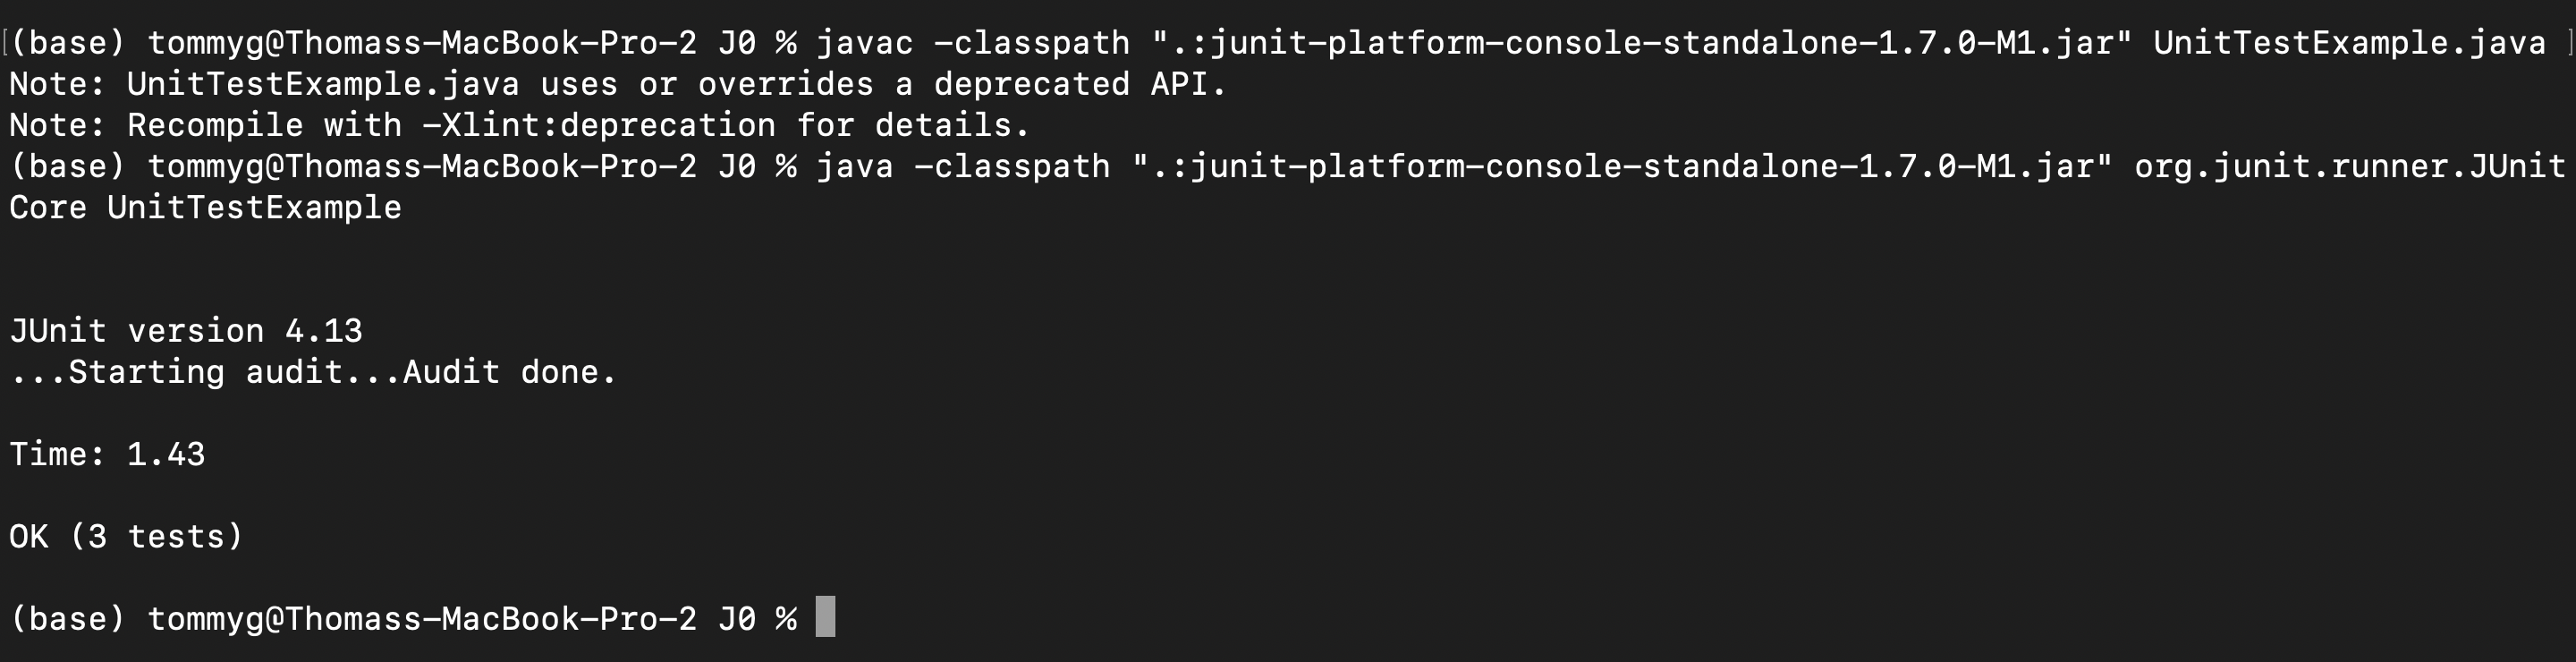 [(base) tommyg@Thomass-MacBook-Pro-2 J0 % javac -classpath ".:junit-platform-console-standalone-1.7.0-M1.jar" UnitTestExample.java ]
Note: UnitTestExample.java uses or overrides a deprecated API.
Note: Recompile with -Xlint:deprecation for details.
(base) tommyg@Thomass-MacBook-Pro-2 J0 % java -classpath ".:junit-platform-console-standalone-1.7.0-M1.jar" org.junit.runner.JUnit
Core UnitTestExample
JUnit version 4.13
...Starting audit...Audit done.
Time: 1.43
OK (3 tests)
(base) tommyg@Thomass-MacBook-Pro-2 J0 %